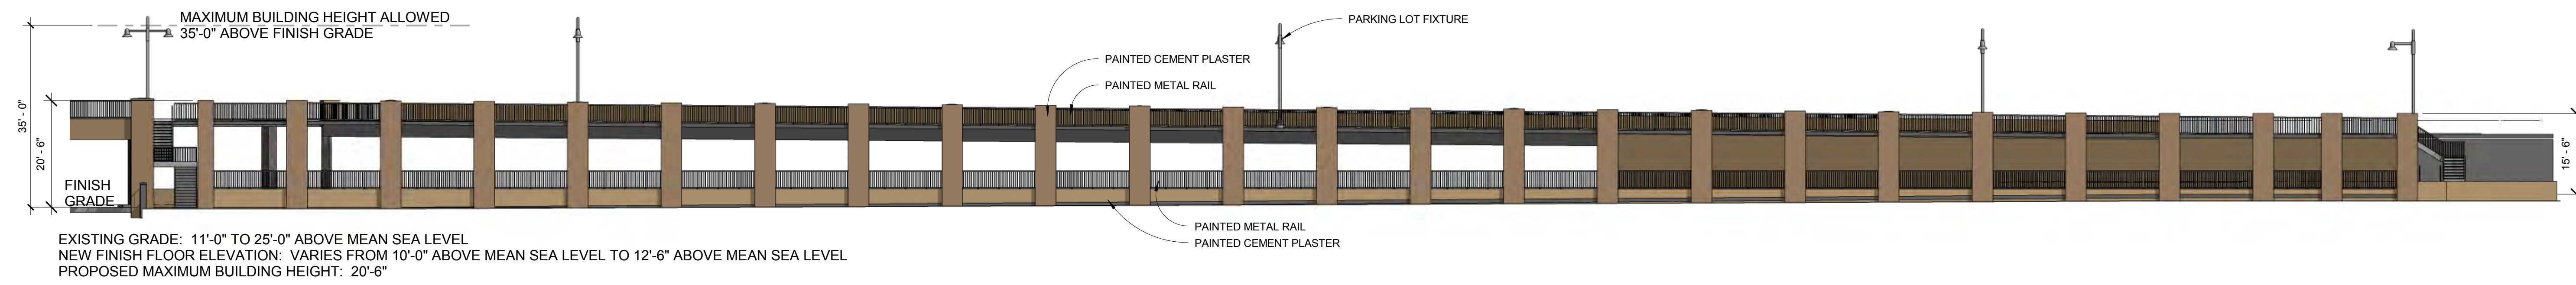 MAXIMUM BUILDING HEIGHT ALLOWED
35'-0" ABOVE FINISH GRADE
PARKING LOT FIXTURE
PAINTED CEMENT PLASTER
PAINTED METAL RAIL
35' - 0"
20' - 6"
15' - 6"
FINISH
GRADE
PAINTED METAL RAIL
PAINTED CEMENT PLASTER
EXISTING GRADE: 11'-0" TO 25'-0" ABOVE MEAN SEA LEVEL
NEW FINISH FLOOR ELEVATION: VARIES FROM 10'-0" ABOVE MEAN SEA LEVEL TO 12'-6" ABOVE MEAN SEA LEVEL
PROPOSED MAXIMUM BUILDING HEIGHT: 20'-6"